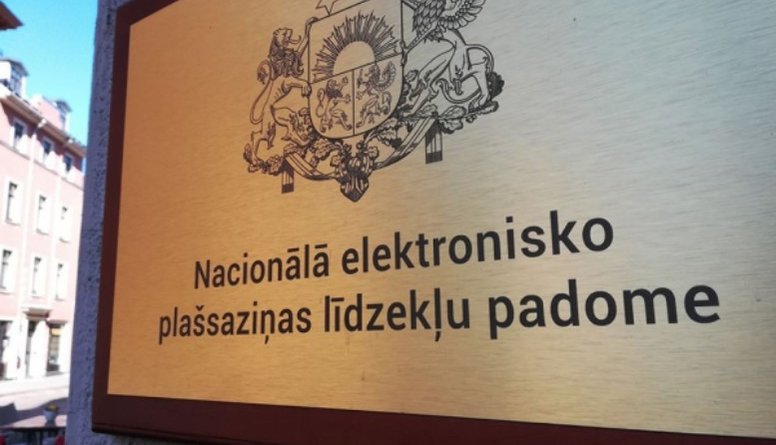 Nacionālā elektronisko
plašsaziņas līdzekļu padome